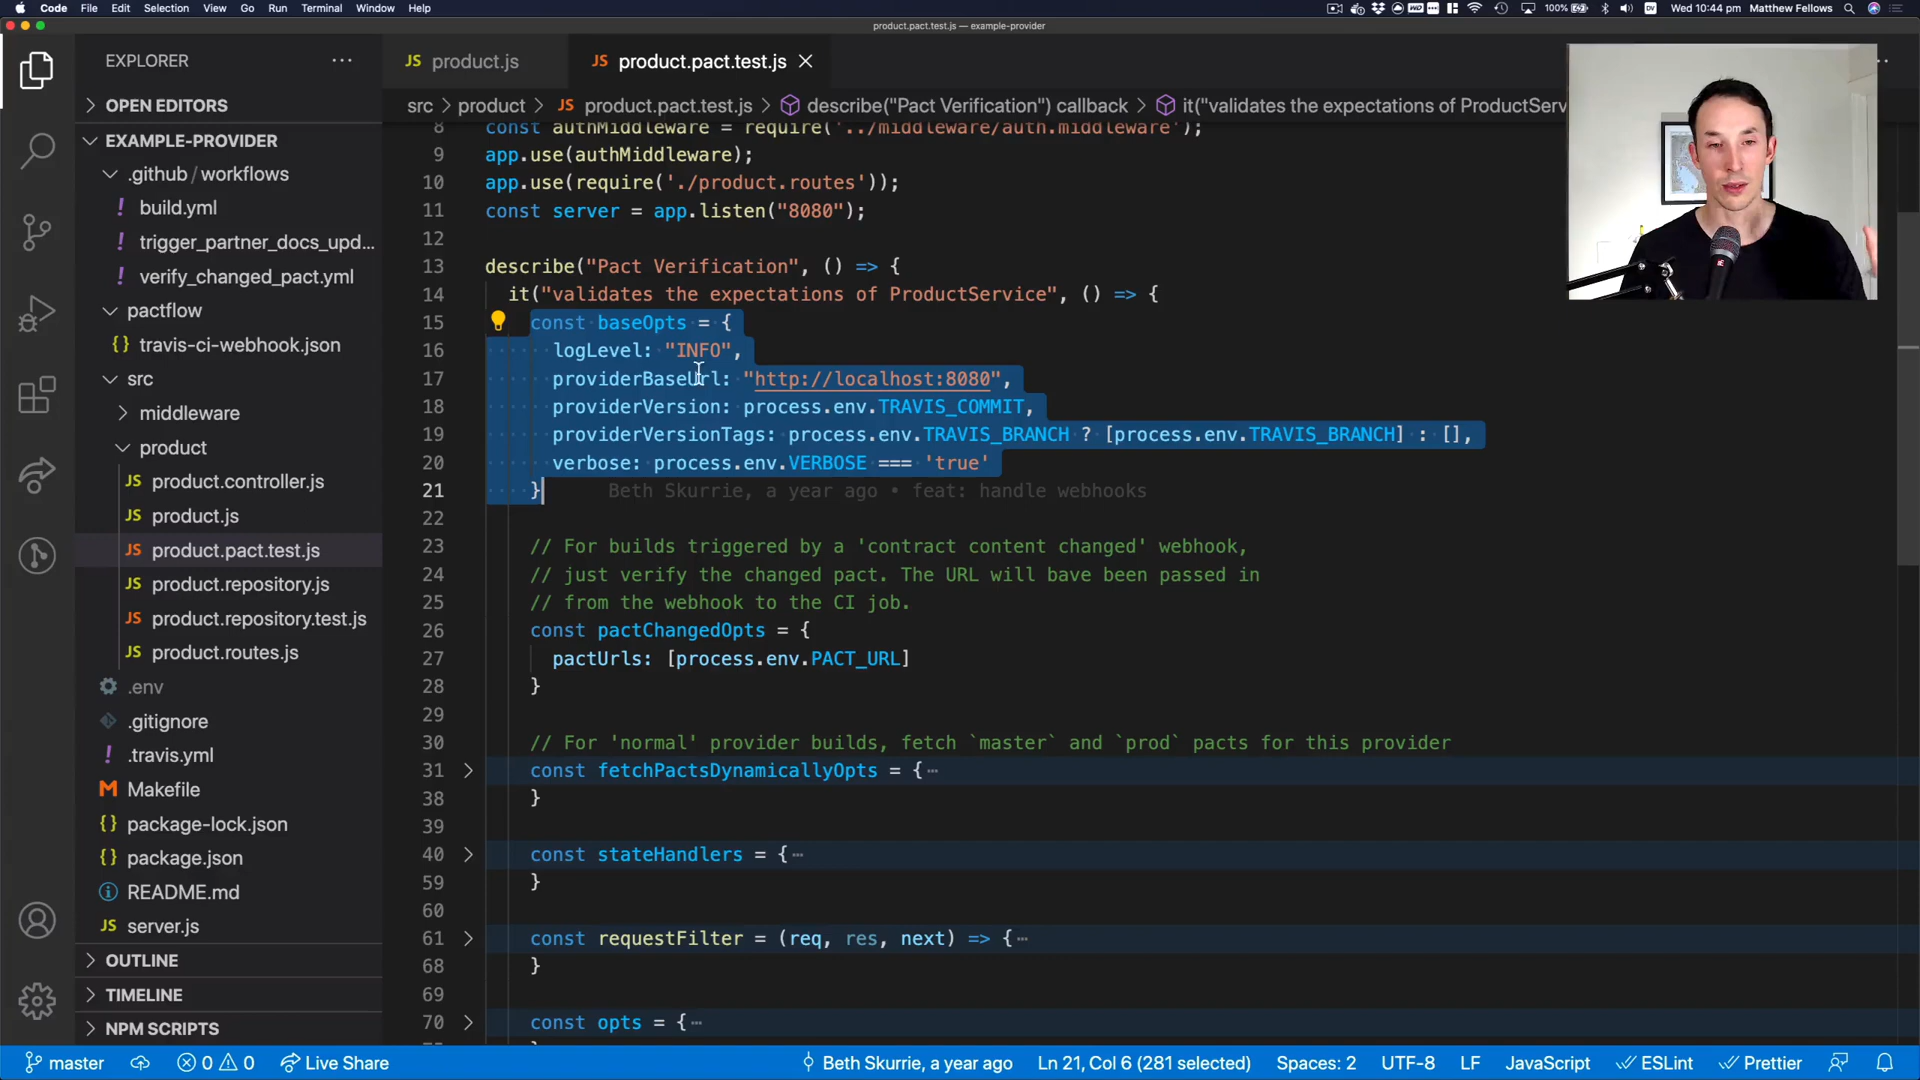 Code File Edit Selection View Go Run Terminal Window Help 100% DV Wed 10:44 pm Matthew Fellows
product.pact.test.js — example-provider
EXPLORER
JS product.js
JS product.pact.test.js
OPEN EDITORS
EXAMPLE-PROVIDER
.github / workflows
! build.yml
! trigger_partner_docs_upd...
! verify_changed_pact.yml
pactflow
{} travis-ci-webhook.json
src
middleware
product
JS product.controller.js
JS product.js
JS product.pact.test.js
JS product.repository.js
JS product.repository.test.js
JS product.routes.js
.env
.gitignore
! .travis.yml
M Makefile
{} package-lock.json
{} package.json
README.md
JS server.js
OUTLINE
TIMELINE
NPM SCRIPTS
src > product > JS product.pact.test.js > describe("Pact Verification") callback > it("validates the expectations of ProductServ
8 const authMiddleware = require('../middleware/auth.middleware');
9 app.use(authMiddleware);
10 app.use(require('./product.routes'));
11 const server = app.listen("8080");
12
13 describe("Pact Verification", () => {
14 it("validates the expectations of ProductService", () => {
15 const baseOpts = {
16 logLevel: "INFO",
17 providerBaseUrl: "http://localhost:8080",
18 providerVersion: process.env.TRAVIS_COMMIT,
19 providerVersionTags: process.env.TRAVIS_BRANCH ? [process.env.TRAVIS_BRANCH] : [],
20 verbose: process.env.VERBOSE === 'true'
21 } Beth Skurrie, a year ago • feat: handle webhooks
22
23 // For builds triggered by a 'contract content changed' webhook,
24 // just verify the changed pact. The URL will bave been passed in
25 // from the webhook to the CI job.
26 const pactChangedOpts = {
27 pactUrls: [process.env.PACT_URL]
28 }
29
30 // For 'normal' provider builds, fetch `master` and `prod` pacts for this provider
31 const fetchPactsDynamicallyOpts = {…
38 }
39
40 const stateHandlers = {…
59 }
60
61 const requestFilter = (req, res, next) => {…
68 }
69
70 const opts = {…
master 0 0 Live Share Beth Skurrie, a year ago Ln 21, Col 6 (281 selected) Spaces: 2 UTF-8 LF JavaScript ESLint Prettier